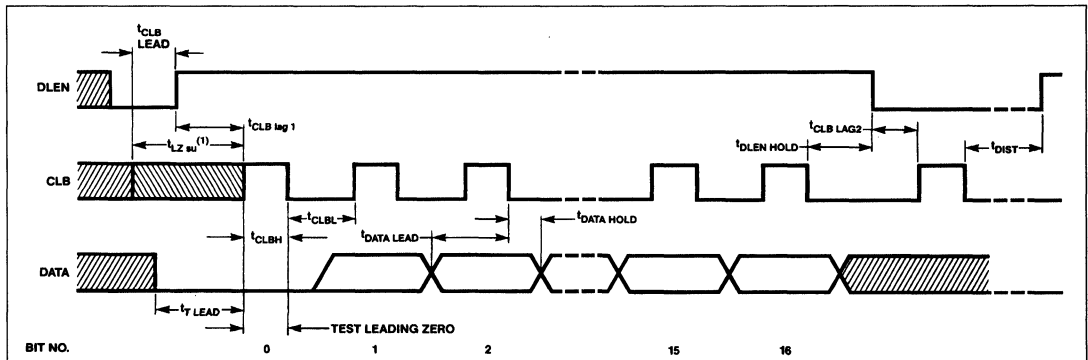 tCLB
LEAD
DLEN
tCLB lag 1
tCLB LAG2
tLZ su(1)
tDLEN HOLD
tDIST
CLB
tCLBL
tDATA HOLD
tCLBH
tDATA LEAD
DATA
tT LEAD
TEST LEADING ZERO
BIT NO. 0 1 2 15 16